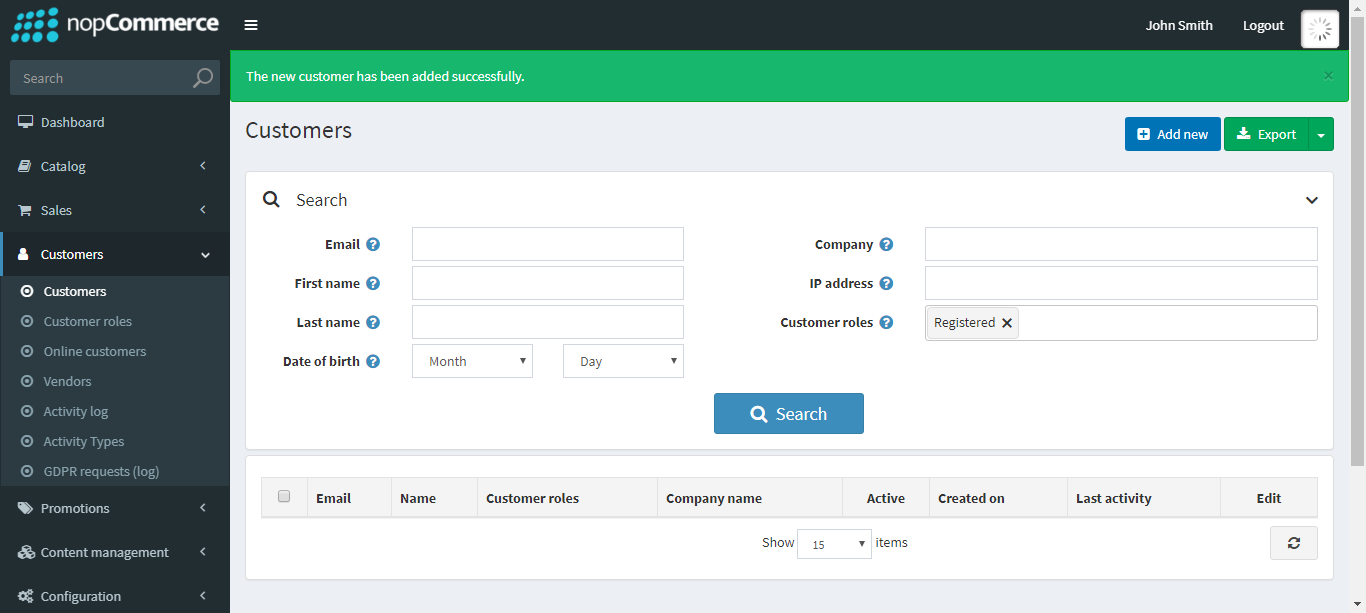 nopCommerce
John Smith Logout
Search
The new customer has been added successfully. ×
Dashboard
Catalog
Sales
Customers
Customers
Customer roles
Online customers
Vendors
Activity log
Activity Types
GDPR requests (log)
Promotions
Content management
Configuration
Customers
Add new Export
Search
Email Company
First name IP address
Last name Customer roles Registered ×
Date of birth Month Day
Search
Email Name Customer roles Company name Active Created on Last activity Edit
Show 15 items